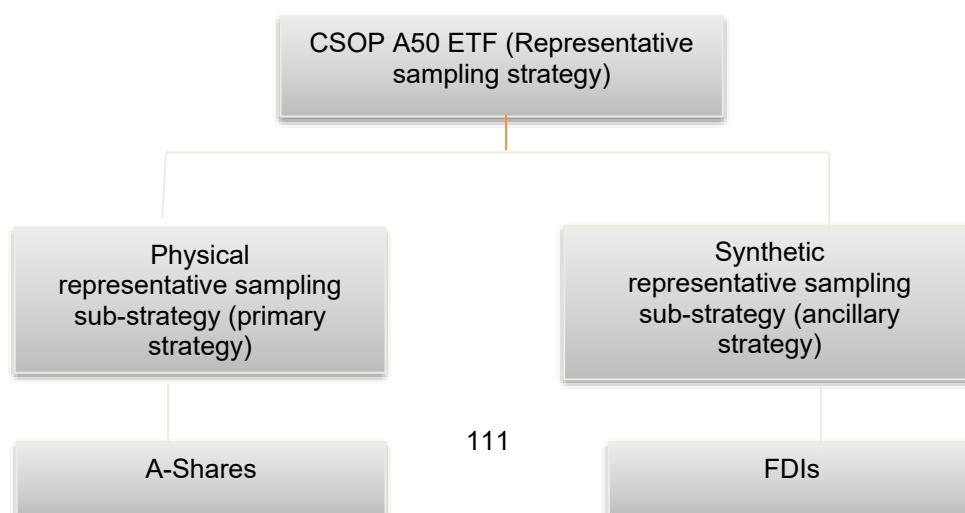 CSOP A50 ETF (Representative
sampling strategy)
Physical
representative sampling
sub-strategy (primary
strategy)
Synthetic
representative sampling
sub-strategy (ancillary
strategy)
111
A-Shares
FDIs